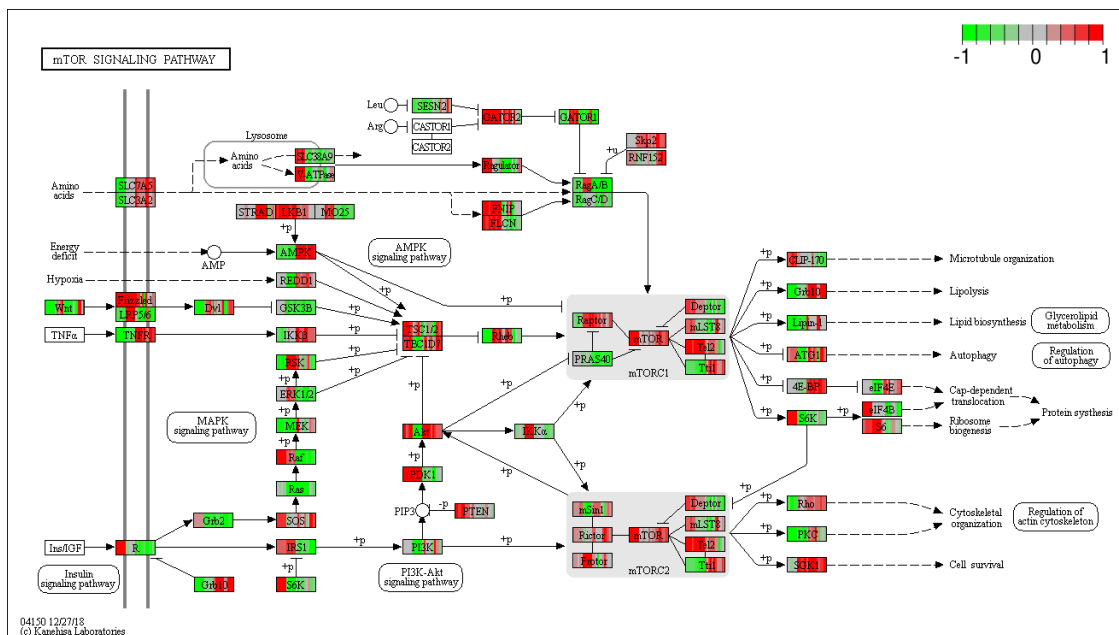 -1 0 1
mTOR SIGNALING PATHWAY
Leu
SESN2
GATOR2
GATOR1
Arg
CASTOR1
CASTOR2
Skp2
RNF152
+u
Lysosome
Amino
acids
SLC38A9
V-ATPase
Ragulator
RagA/B
RagC/D
Amino
acids
SLC7A5
SLC3A2
FNIP
FLCN
STRAD LKB1 MO25
+p
Energy
deficit
AMP
AMPK
AMPK
signaling pathway
+p
+p
+p
Hypoxia
REDD1
Wnt
Frizzled
LRP5/6
Dvl
GSK3B
+p
TNFα
TNFR
IKKβ
+p
TSC1/2
TBC1D7
Rheb
RSK
+p
ERK1/2
+p
+p
MAPK
signaling pathway
MEK
+p
Raf
+p
Ras
Grb2
SOS
Ins/IGF
R
IRS1
+p
PI3K
+p
Insulin
signaling pathway
Grb10
S6K
+p
PI3K-Akt
signaling pathway
PIP3
-p
PTEN
PDK1
+p
Akt
IKKα
+p
+p
+p
+p
Raptor
PRAS40
mTOR
Deptor
mLST8
Tel2
Tti1
mTORC1
mSin1
Rictor
Protor
mTOR
Deptor
mLST8
Tel2
Tti1
mTORC2
+p
CLIP-170
Microtubule organization
+p
Grb10
Lipolysis
+p
Lipin-1
Lipid biosynthesis
Glycerolipid
metabolism
+p
ATG1
Autophagy
Regulation
of autophagy
+p
4E-BP
eIF4E
Cap-dependent
translocation
+p
S6K
+p
eIF4B
S6
Ribosome
biogenesis
Protein systhesis
+p
+p
Rho
Cytoskeletal
organization
Regulation of
actin cytoskeleton
+p
PKC
+p
SGK1
Cell survival
04150 12/27/18
(c) Kanehisa Laboratories